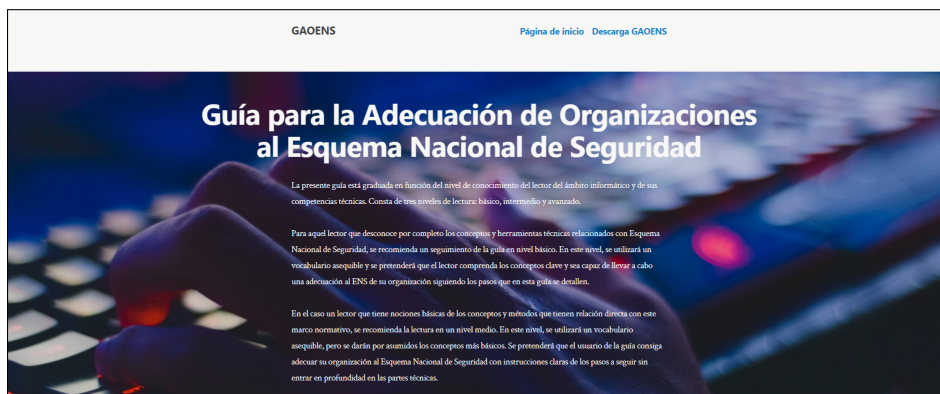 GAOENS
Página de inicio Descarga GAOENS
Guía para la Adecuación de Organizaciones
al Esquema Nacional de Seguridad
La presente guía está graduada en función del nivel de conocimiento del lector del ámbito informático y de sus
competencias técnicas. Consta de tres niveles de lectura: básico, intermedio y avanzado.
Para aquel lector que desconoce por completo los conceptos y herramientas técnicas relacionados con Esquema
Nacional de Seguridad, se recomienda un seguimiento de la guía en nivel básico. En este nivel, se utilizará un
vocabulario asequible y se pretenderá que el lector comprenda los conceptos clave y sea capaz de llevar a cabo
una adecuación al ENS de su organización siguiendo los pasos que en esta guía se detallen.
En el caso un lector que tiene nociones básicas de los conceptos y métodos que tienen relación directa con este
marco normativo, se recomienda la lectura en un nivel medio. En este nivel, se utilizará un vocabulario
asequible, pero se darán por asumidos los conceptos más básicos. Se pretenderá que el usuario de la guía consiga
adecuar su organización al Esquema Nacional de Seguridad con instrucciones claras de los pasos a seguir sin
entrar en profundidad en las partes técnicas.